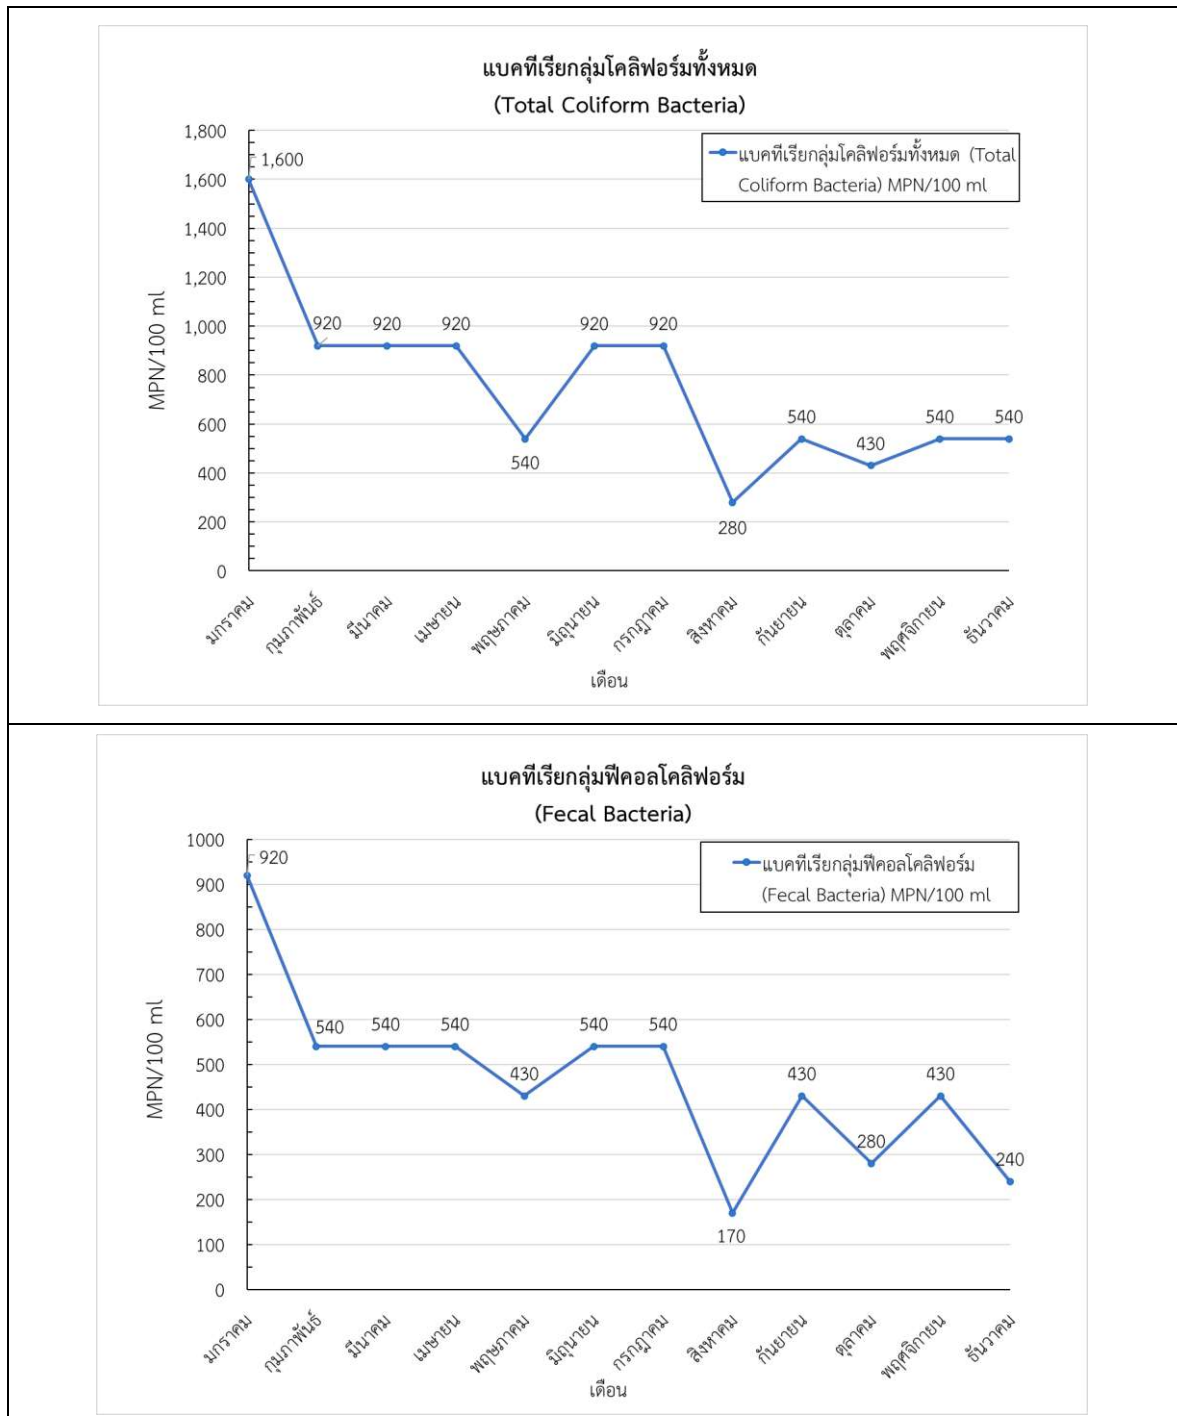 แบคทีเรียกลุ่มโคลิฟอร์มทั้งหมด
(Total Coliform Bacteria)
แบคทีเรียกลุ่มโคลิฟอร์มทั้งหมด (Total
Coliform Bacteria) MPN/100 ml
MPN/100 ml
1,800
1,600
1,400
1,200
1,000
800
600
400
200
0
1,600
920
920
920
540
920
920
280
540
430
540
540
มกราคม
กุมภาพันธ์
มีนาคม
เมษายน
พฤษภาคม
มิถุนายน
กรกฎาคม
สิงหาคม
กันยายน
ตุลาคม
พฤศจิกายน
ธันวาคม
เดือน
แบคทีเรียกลุ่มฟีคอลโคลิฟอร์ม
(Fecal Bacteria)
แบคทีเรียกลุ่มฟีคอลโคลิฟอร์ม
(Fecal Bacteria) MPN/100 ml
MPN/100 ml
1000
900
800
700
600
500
400
300
200
100
0
920
540
540
540
430
540
540
170
430
280
430
240
มกราคม
กุมภาพันธ์
มีนาคม
เมษายน
พฤษภาคม
มิถุนายน
กรกฎาคม
สิงหาคม
กันยายน
ตุลาคม
พฤศจิกายน
ธันวาคม
เดือน